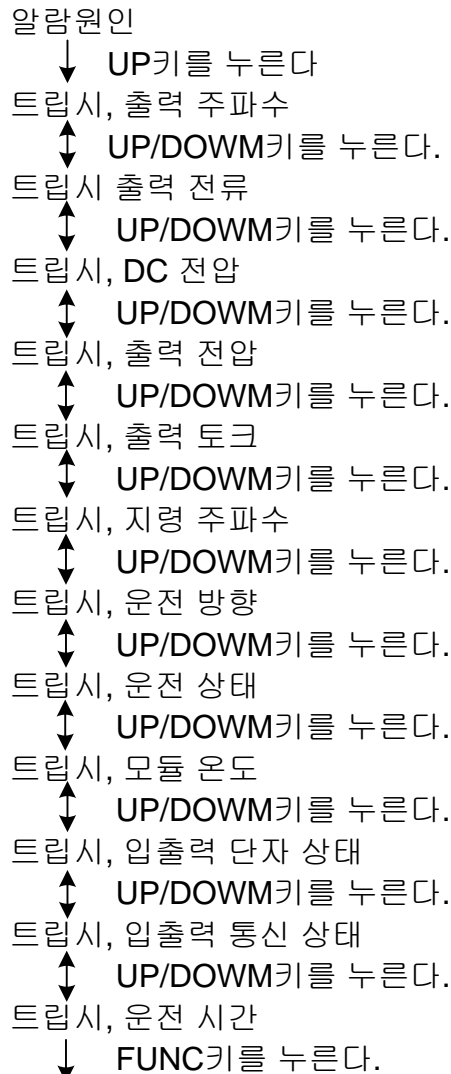 알람원인
UP키를 누른다
트립시, 출력 주파수
UP/DOWM키를 누른다.
트립시 출력 전류
UP/DOWM키를 누른다.
트립시, DC 전압
UP/DOWM키를 누른다.
트립시, 출력 전압
UP/DOWM키를 누른다.
트립시, 출력 토크
UP/DOWM키를 누른다.
트립시, 지령 주파수
UP/DOWM키를 누른다.
트립시, 운전 방향
UP/DOWM키를 누른다.
트립시, 운전 상태
UP/DOWM키를 누른다.
트립시, 모듈 온도
UP/DOWM키를 누른다.
트립시, 입출력 단자 상태
UP/DOWM키를 누른다.
트립시, 입출력 통신 상태
UP/DOWM키를 누른다.
트립시, 운전 시간
FUNC키를 누른다.